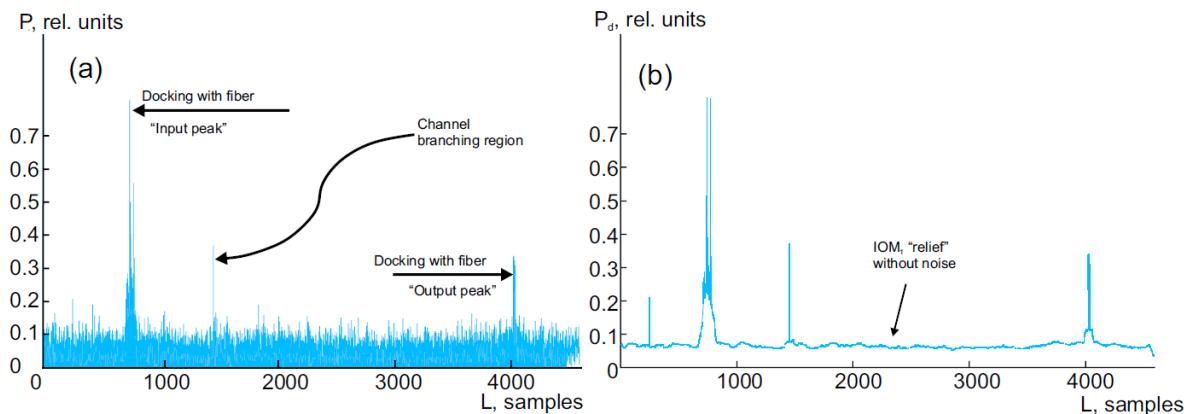 P, rel. units
(a)
Docking with fiber
“Input peak”
Channel
branching region
Docking with fiber
“Output peak”
0.7
0.6
0.5
0.4
0.3
0.2
0.1
0
0
1000
2000
3000
4000
L, samples
P_d, rel. units
(b)
IOM, “relief”
without noise
0.7
0.6
0.5
0.4
0.3
0.2
0.1
0
1000
2000
3000
4000
L, samples